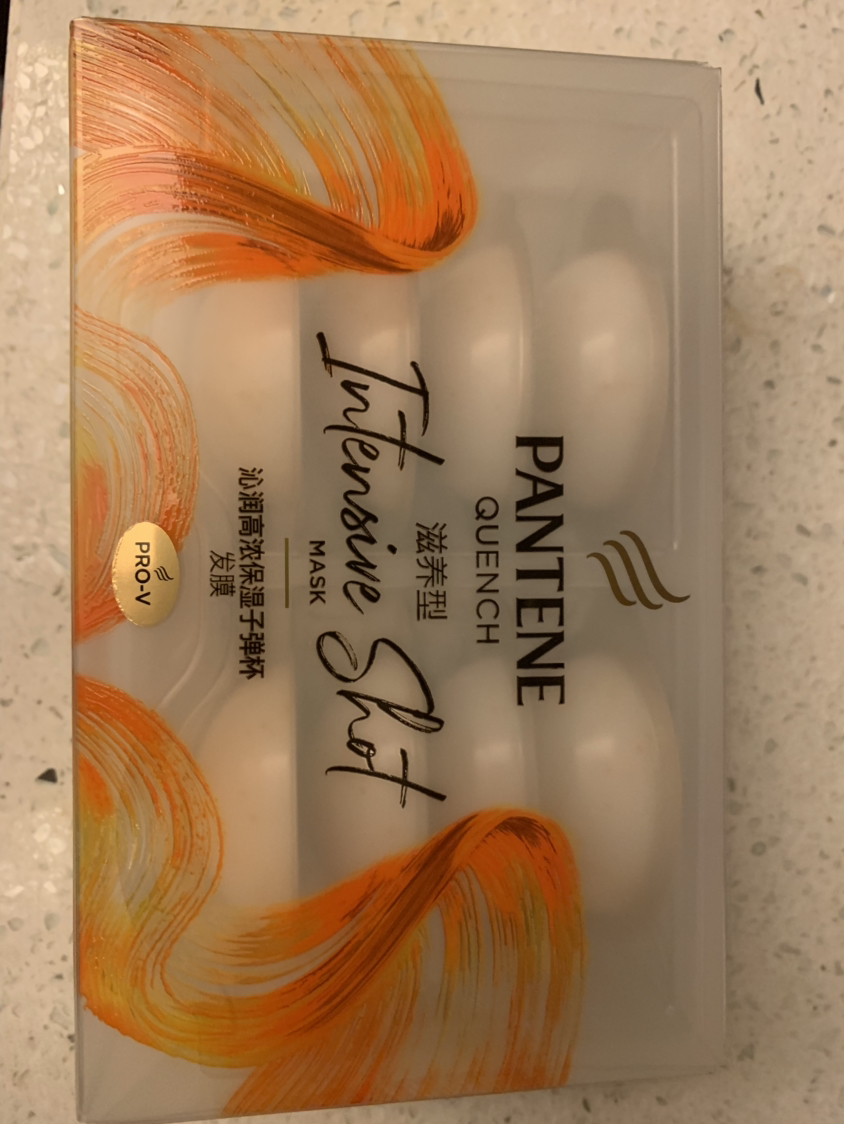 PANTENE
QUENCH
滋养型
Intensive Shot
MASK
沁润高浓保湿子弹杯
发膜
PRO-V